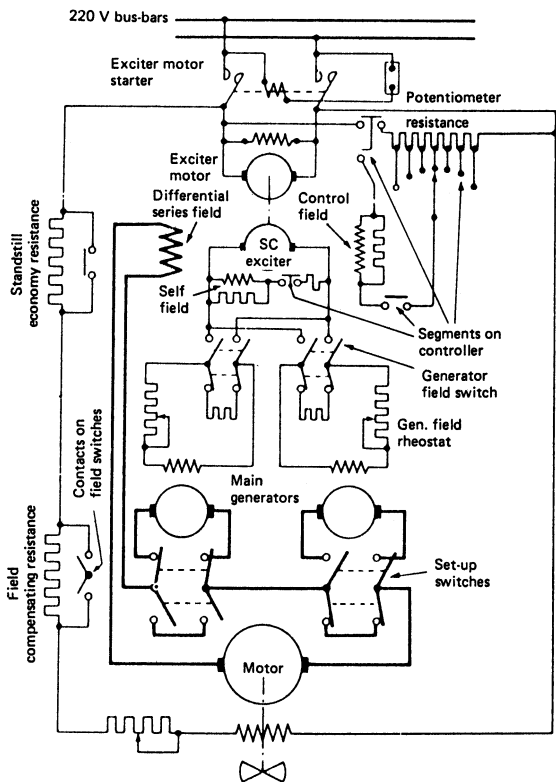 220 V bus-bars
Exciter motor
starter
Potentiometer
resistance
Exciter
motor
Differential
series field
Control
field
SC
exciter
Self
field
Standstill
economy resistance
Segments on
controller
Generator
field switch
Gen. field
rheostat
Contacts on
field switches
Main
generators
Field
compensating resistance
Set-up
switches
Motor